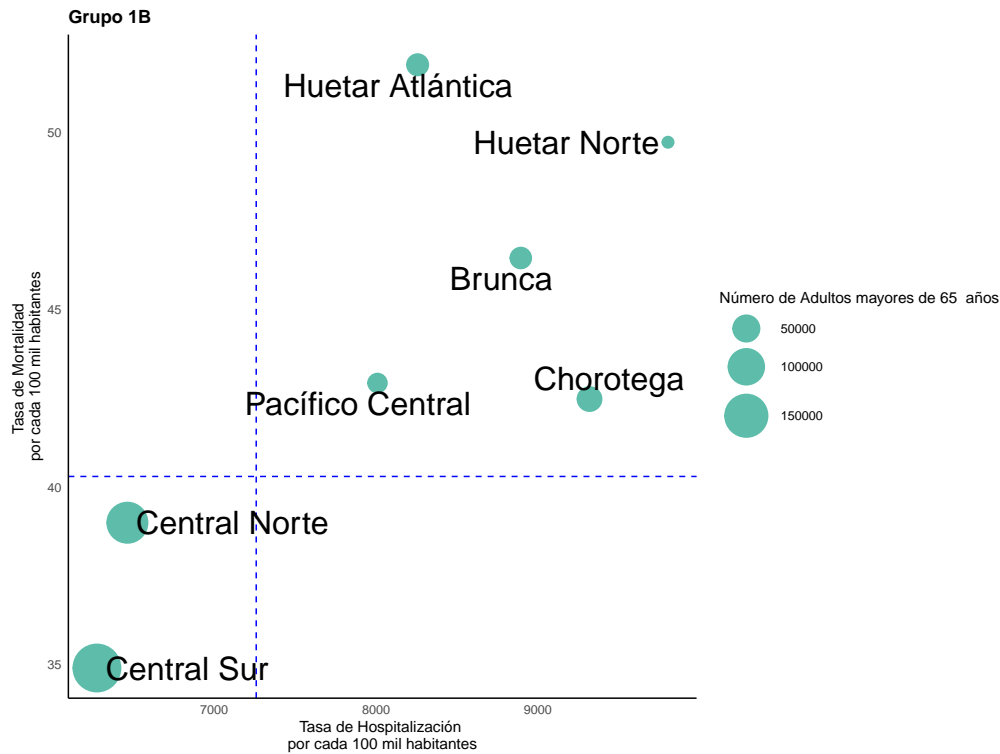 Grupo 1B
Huetar Atlántica
50
Huetar Norte
Brunca
45
Chorotega
Pacífico Central
40
Central Norte
35
Central Sur
Tasa de Mortalidad
por cada 100 mil habitantes
7000
8000
9000
Tasa de Hospitalización
por cada 100 mil habitantes
Número de Adultos mayores de 65  años
50000
100000
150000